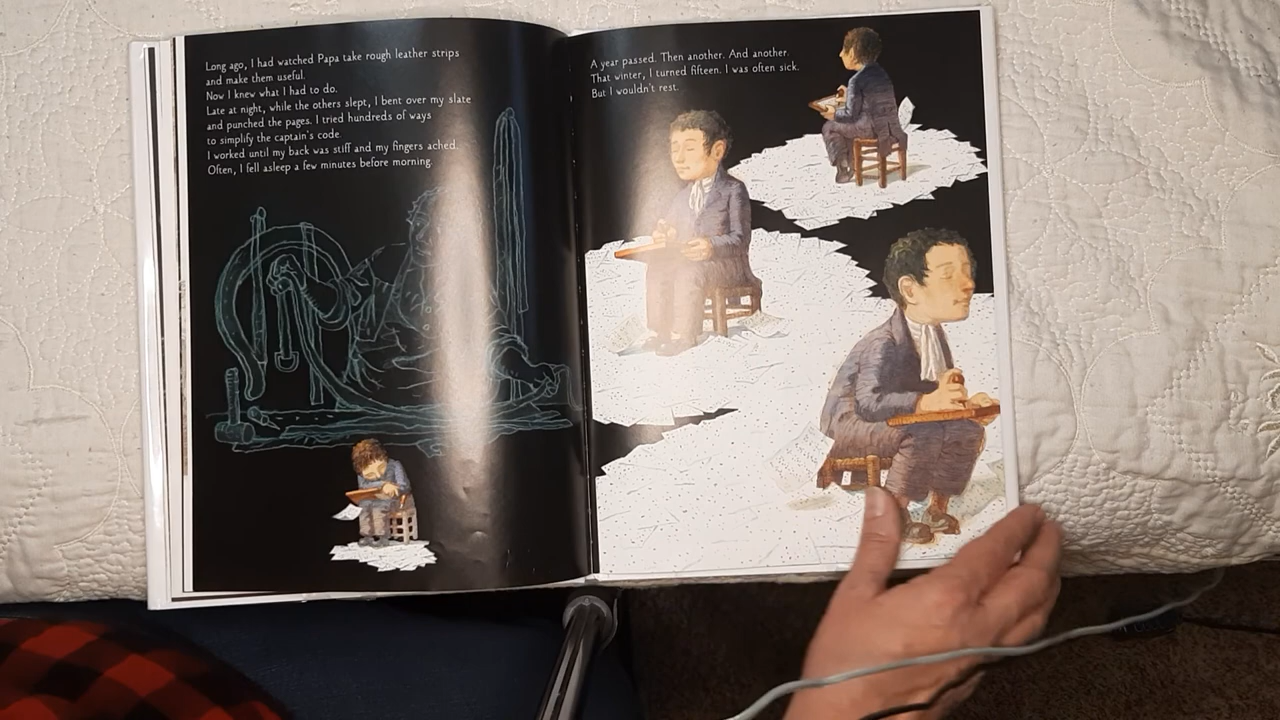 Long ago, I had watched Papa take rough leather strips
and make them useful.
Now I knew what I had to do.
Late at night, while the others slept, I bent over my slate
and punched the pages. I tried hundreds of ways
to simplify the captain's code.
I worked until my back was stiff and my fingers ached.
Often, I fell asleep a few minutes before morning.
A year passed. Then another. And another.
That winter, I turned fifteen. I was often sick.
But I wouldn't rest.